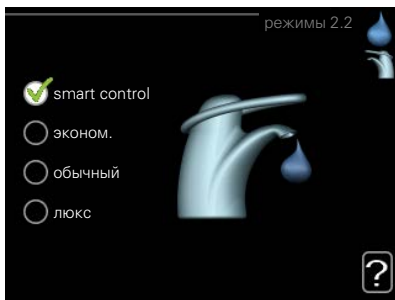 режимы 2.2
smart control
эконом.
обычный
люкс
?